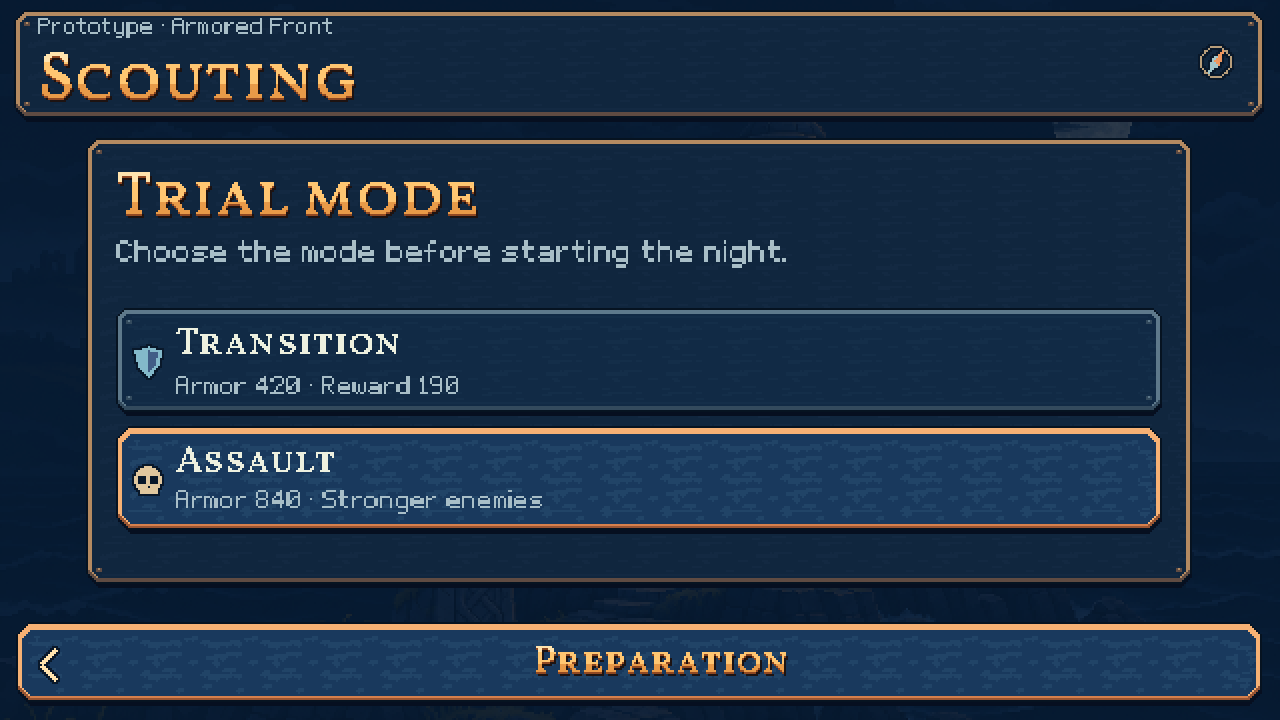 Prototype · Armored Front
Scouting
Trial mode
Choose the mode before starting the night.
Transition
Armor 420 · Reward 190
Assault
Armor 840 · Stronger enemies
Preparation